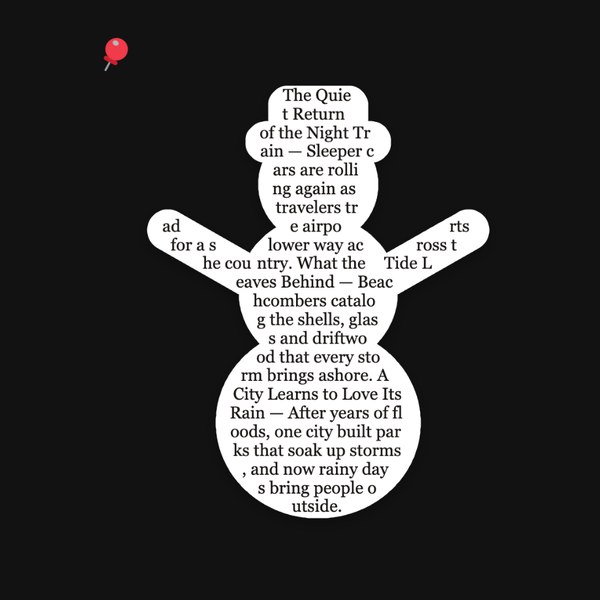 The Quie
t Return
of the Night Tr
ain — Sleeper c
ars are rolli
ng again as
travelers tr
ad e airpo rts
for a s lower way ac ross t
he cou ntry. What the Tide L
eaves Behind — Beac
hcombers catalo
g the shells, glas
s and driftwo
od that every sto
rm brings ashore. A
City Learns to Love Its
Rain — After years of fl
oods, one city built par
ks that soak up storms
, and now rainy day
s bring people o
utside.